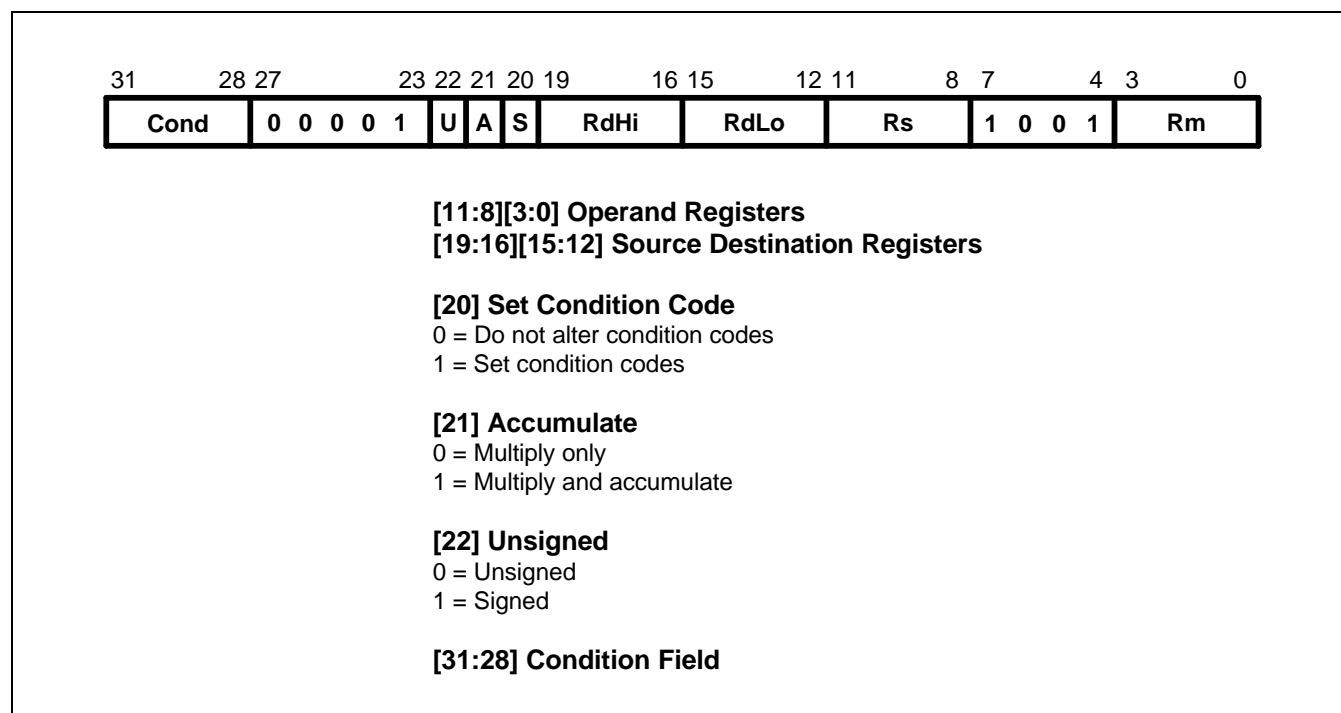 31 28 27 23 22 21 20 19 16 15 12 11 8 7 4 3 0
Cond 0 0 0 0 1 U A S RdHi RdLo Rs 1 0 0 1 Rm
[11:8][3:0] Operand Registers
[19:16][15:12] Source Destination Registers
[20] Set Condition Code
0 = Do not alter condition codes
1 = Set condition codes
[21] Accumulate
0 = Multiply only
1 = Multiply and accumulate
[22] Unsigned
0 = Unsigned
1 = Signed
[31:28] Condition Field